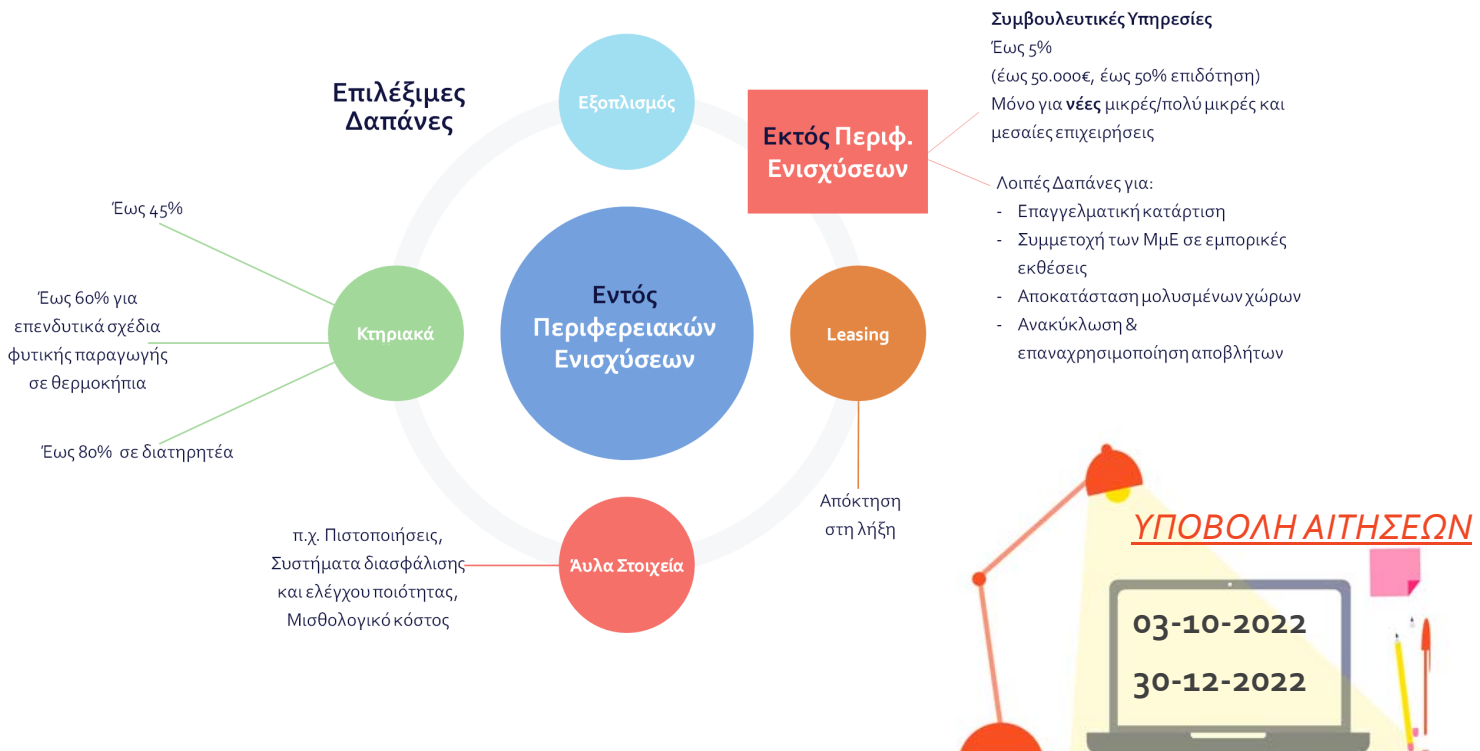 Επιλέξιμες
Δαπάνες
Εξοπλισμός
Εκτός Περιφ.
Ενισχύσεων
Συμβουλευτικές Υπηρεσίες
Έως 5%
(έως 50.000€, έως 50% επιδότηση)
Μόνο για νέες μικρές/πολύ μικρές και
μεσαίες επιχειρήσεις
Λοιπές Δαπάνες για:
- Επαγγελματική κατάρτιση
- Συμμετοχή των ΜμΕ σε εμπορικές
εκθέσεις
- Αποκατάσταση μολυσμένων χώρων
- Ανακύκλωση &
επαναχρησιμοποίηση αποβλήτων
Έως 45%
Έως 60% για
επενδυτικά σχέδια
φυτικής παραγωγής
σε θερμοκήπια
Έως 80% σε διατηρητέα
Κτηριακά
Εντός
Περιφερειακών
Ενισχύσεων
Leasing
Απόκτηση
στη λήξη
π.χ. Πιστοποιήσεις,
Συστήματα διασφάλισης
και ελέγχου ποιότητας,
Μισθολογικό κόστος
Άυλα Στοιχεία
ΥΠΟΒΟΛΗ ΑΙΤΗΣΕΩΝ
03-10-2022
30-12-2022